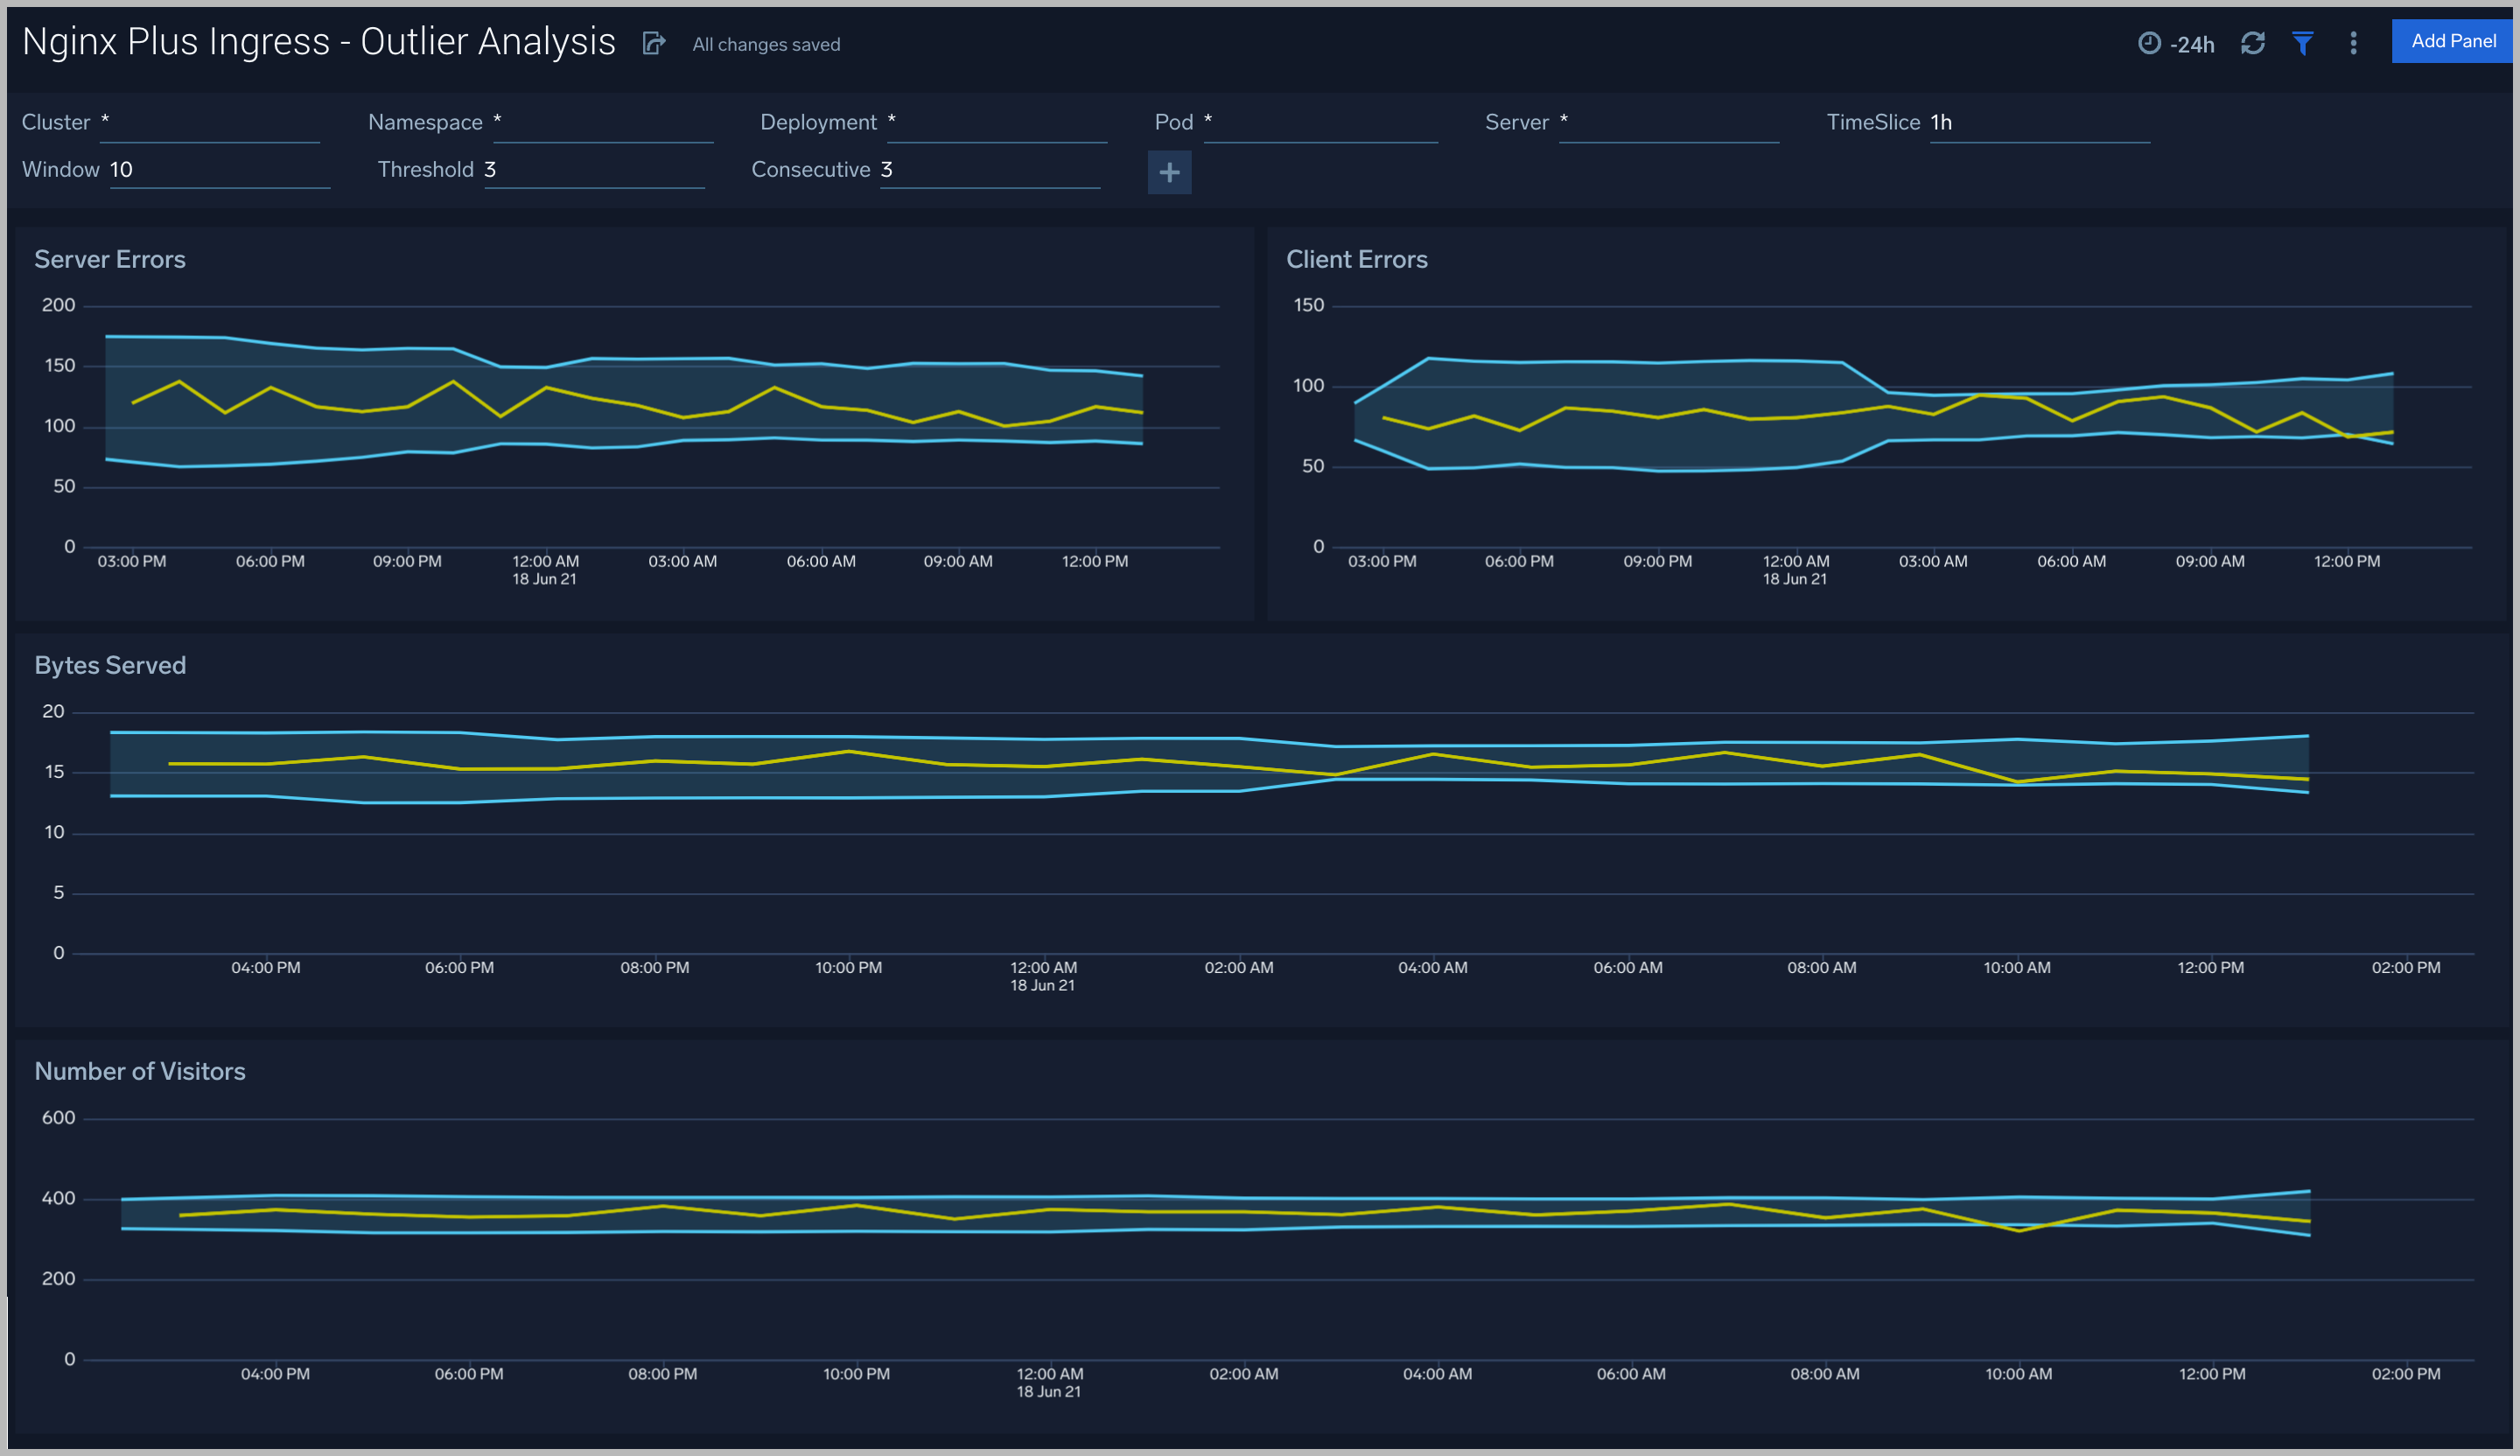 Nginx Plus Ingress - Outlier Analysis All changes saved -24h Add Panel
Cluster * Namespace * Deployment * Pod * Server * TimeSlice 1h
Window 10 Threshold 3 Consecutive 3 +
Server Errors
200
150
100
50
0
03:00 PM 06:00 PM 09:00 PM 12:00 AM 03:00 AM 06:00 AM 09:00 AM 12:00 PM
18 Jun 21
Client Errors
150
100
50
0
03:00 PM 06:00 PM 09:00 PM 12:00 AM 03:00 AM 06:00 AM 09:00 AM 12:00 PM
18 Jun 21
Bytes Served
20
15
10
5
0
04:00 PM 06:00 PM 08:00 PM 10:00 PM 12:00 AM 02:00 AM 04:00 AM 06:00 AM 08:00 AM 10:00 AM 12:00 PM 02:00 PM
18 Jun 21
Number of Visitors
600
400
200
0
04:00 PM 06:00 PM 08:00 PM 10:00 PM 12:00 AM 02:00 AM 04:00 AM 06:00 AM 08:00 AM 10:00 AM 12:00 PM 02:00 PM
18 Jun 21